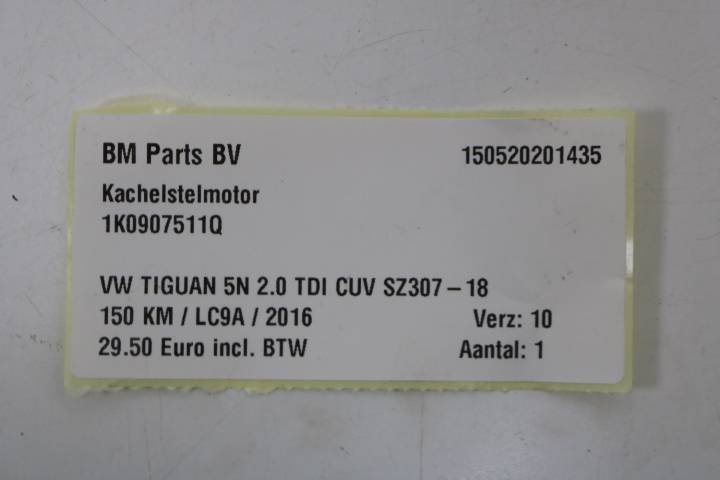 BM Parts BV 150520201435
Kachelstelmotor
1K0907511Q
VW TIGUAN 5N 2.0 TDI CUV SZ307-18
150 KM / LC9A / 2016 Verz: 10
29.50 Euro incl. BTW Aantal: 1